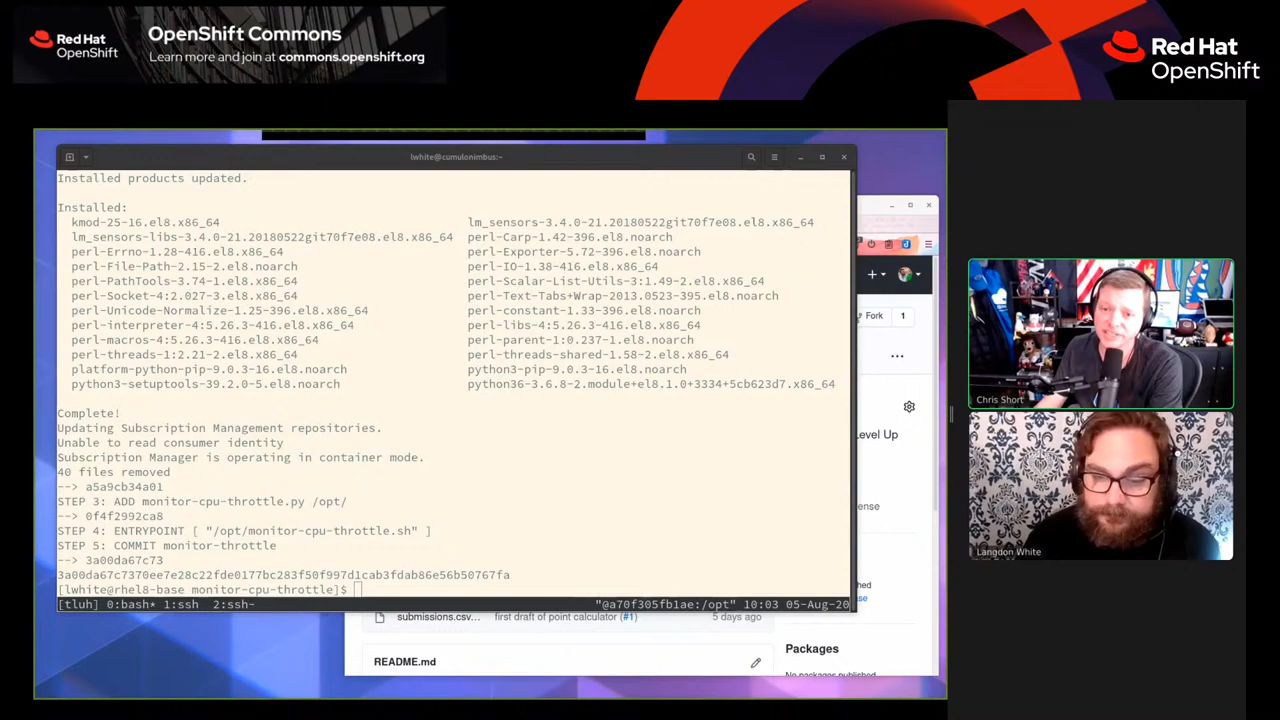 Red Hat
OpenShift
OpenShift Commons
Learn more and join at commons.openshift.org
Red Hat
OpenShift
lwhite@cumulonimbus:~
Installed products updated.
Installed:
kmod-25-16.el8.x86_64 lm_sensors-3.4.0-21.20180522git70f7e08.el8.x86_64
lm_sensors-libs-3.4.0-21.20180522git70f7e08.el8.x86_64 perl-Carp-1.42-396.el8.noarch
perl-Errno-1.28-416.el8.x86_64 perl-Exporter-5.72-396.el8.noarch
perl-File-Path-2.15-2.el8.noarch perl-IO-1.38-416.el8.x86_64
perl-PathTools-3.74-1.el8.x86_64 perl-Scalar-List-Utils-3:1.49-2.el8.x86_64
perl-Socket-4:2.027-3.el8.x86_64 perl-Text-Tabs+Wrap-2013.0523-395.el8.noarch
perl-Unicode-Normalize-1.25-396.el8.x86_64 perl-constant-1.33-396.el8.noarch
perl-interpreter-4:5.26.3-416.el8.x86_64 perl-libs-4:5.26.3-416.el8.x86_64
perl-macros-4:5.26.3-416.el8.x86_64 perl-parent-1:0.237-1.el8.noarch
perl-threads-1:2.21-2.el8.x86_64 perl-threads-shared-1.58-2.el8.x86_64
platform-python-pip-9.0.3-16.el8.noarch python3-pip-9.0.3-16.el8.noarch
python3-setuptools-39.2.0-5.el8.noarch python36-3.6.8-2.module+el8.1.0+3334+5cb623d7.x86_64
Complete!
Updating Subscription Management repositories.
Unable to read consumer identity
Subscription Manager is operating in container mode.
40 files removed
--> a5a9cb34a01
STEP 3: ADD monitor-cpu-throttle.py /opt/
--> 0f4f2992ca8
STEP 4: ENTRYPOINT [ "/opt/monitor-cpu-throttle.sh" ]
STEP 5: COMMIT monitor-throttle
--> 3a00da67c73
3a00da67c7370ee7e28c22fde0177bc283f50f997d1cab3fdab86e56b50767fa
[lwhite@rhel8-base monitor-cpu-throttle]$
[tluh] 0:bash* 1:ssh 2:ssh- "@a70f305fb1ae:/opt" 10:03 05-Aug-20
Fork 1
Level Up
ense
ished
ase
submissions.csv... first draft of point calculator (#1) 5 days ago
README.md
Packages
No packages published
Chris Short
Langdon White